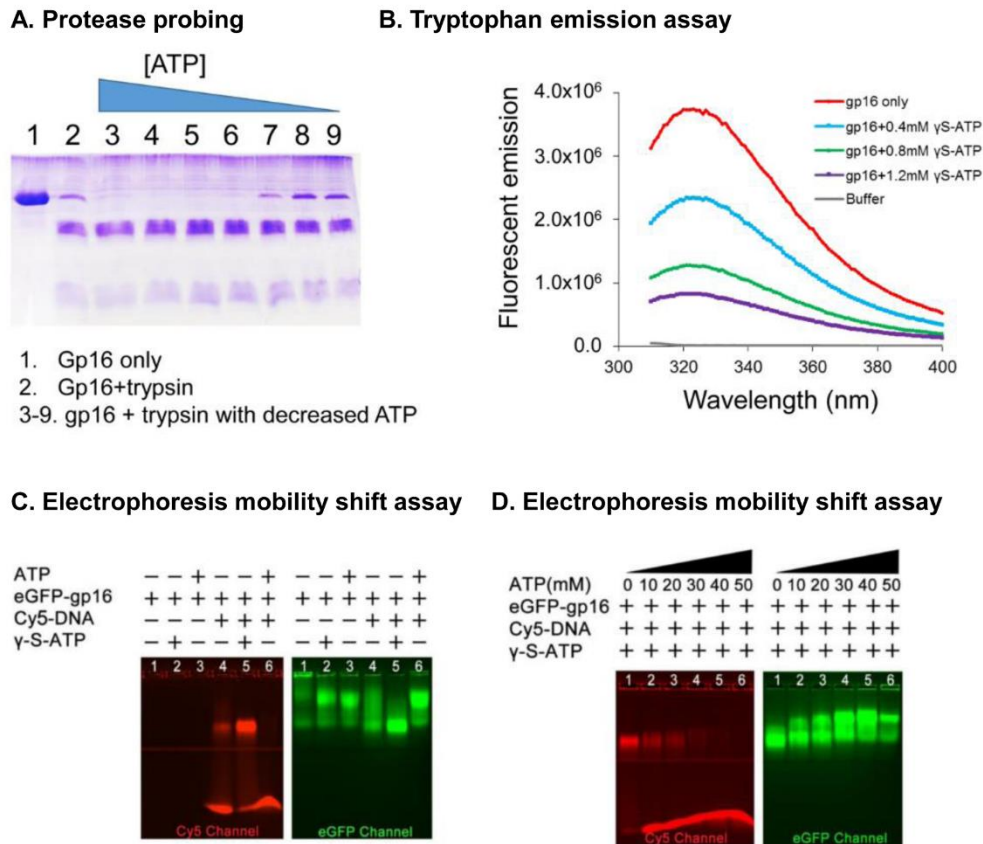 A. Protease probing
[ATP]
1 2 3 4 5 6 7 8 9
1. Gp16 only
2. Gp16+trypsin
3-9. gp16 + trypsin with decreased ATP
B. Tryptophan emission assay
Fluorescent emission
4.0x10⁶
3.0x10⁶
2.0x10⁶
1.0x10⁶
0.0
300 320 340 360 380 400
Wavelength (nm)
gp16 only
gp16+0.4mM γS-ATP
gp16+0.8mM γS-ATP
gp16+1.2mM γS-ATP
Buffer
C. Electrophoresis mobility shift assay
ATP − − + − − + − − + − − +
eGFP-gp16 + + + + + + + + + + + +
Cy5-DNA − − − + + + − − − + + +
γ-S-ATP − + − − + − − + − − + −
1 2 3 4 5 6 1 2 3 4 5 6
Cy5 Channel eGFP Channel
D. Electrophoresis mobility shift assay
ATP(mM) 0 10 20 30 40 50 0 10 20 30 40 50
eGFP-gp16 + + + + + + + + + + + +
Cy5-DNA + + + + + + + + + + + +
γ-S-ATP + + + + + + + + + + + +
1 2 3 4 5 6 1 2 3 4 5 6
Cy5 Channel eGFP Channel